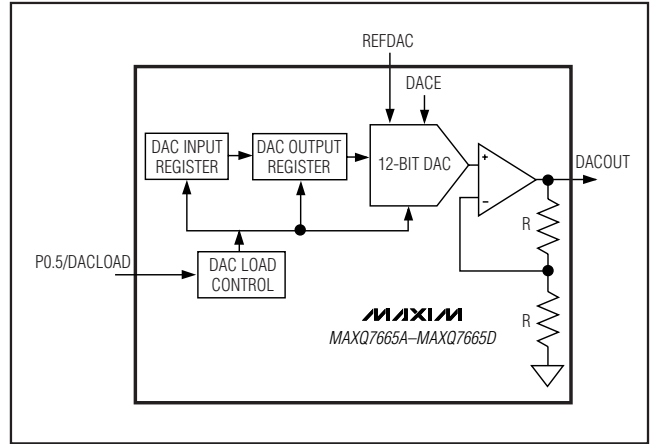 REFDAC
DACE
DAC INPUT
REGISTER
DAC OUTPUT
REGISTER
12-BIT DAC
+
−
DACOUT
R
P0.5/DACLOAD
DAC LOAD
CONTROL
R
MAXIM
MAXQ7665A–MAXQ7665D